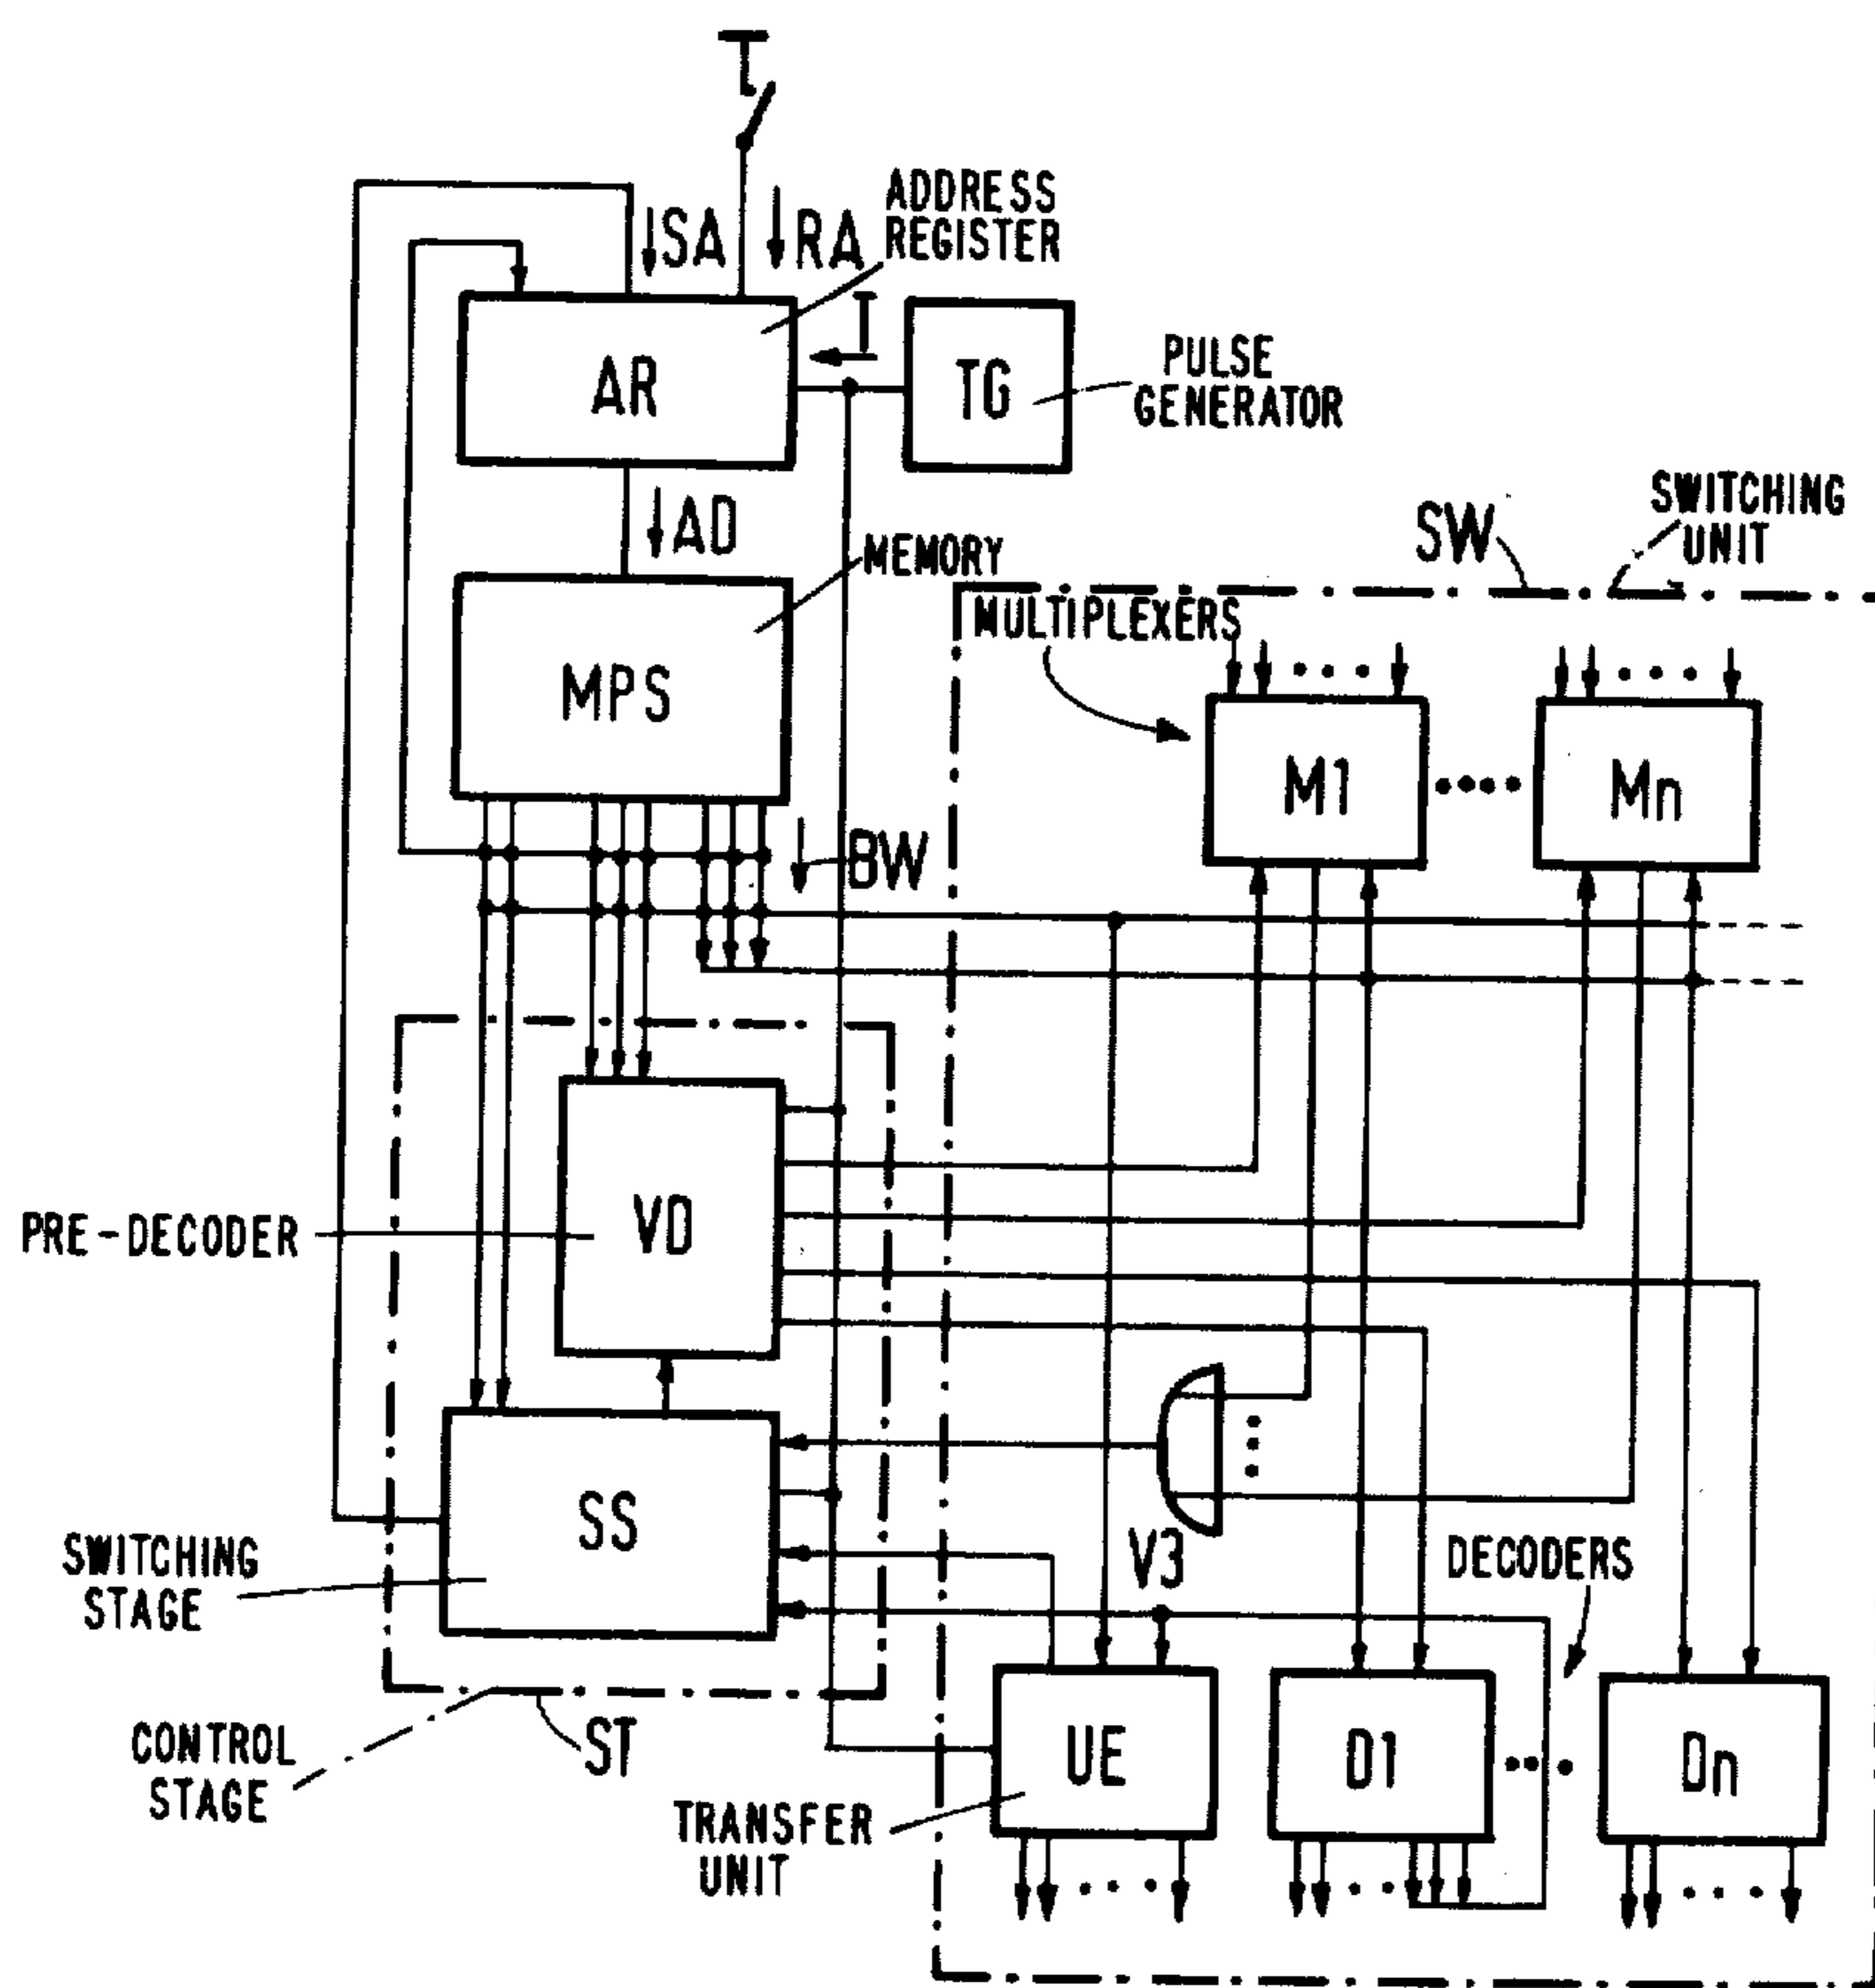 ADDRESS
REGISTER
SA
RA
T
AR
TG
PULSE
GENERATOR
AD
MEMORY
SW
SWITCHING
UNIT
MULTIPLEXERS
MPS
M1
Mn
BW
PRE-DECODER
VD
SS
V3
DECODERS
SWITCHING
STAGE
CONTROL
STAGE
ST
UE
D1
Dn
TRANSFER
UNIT